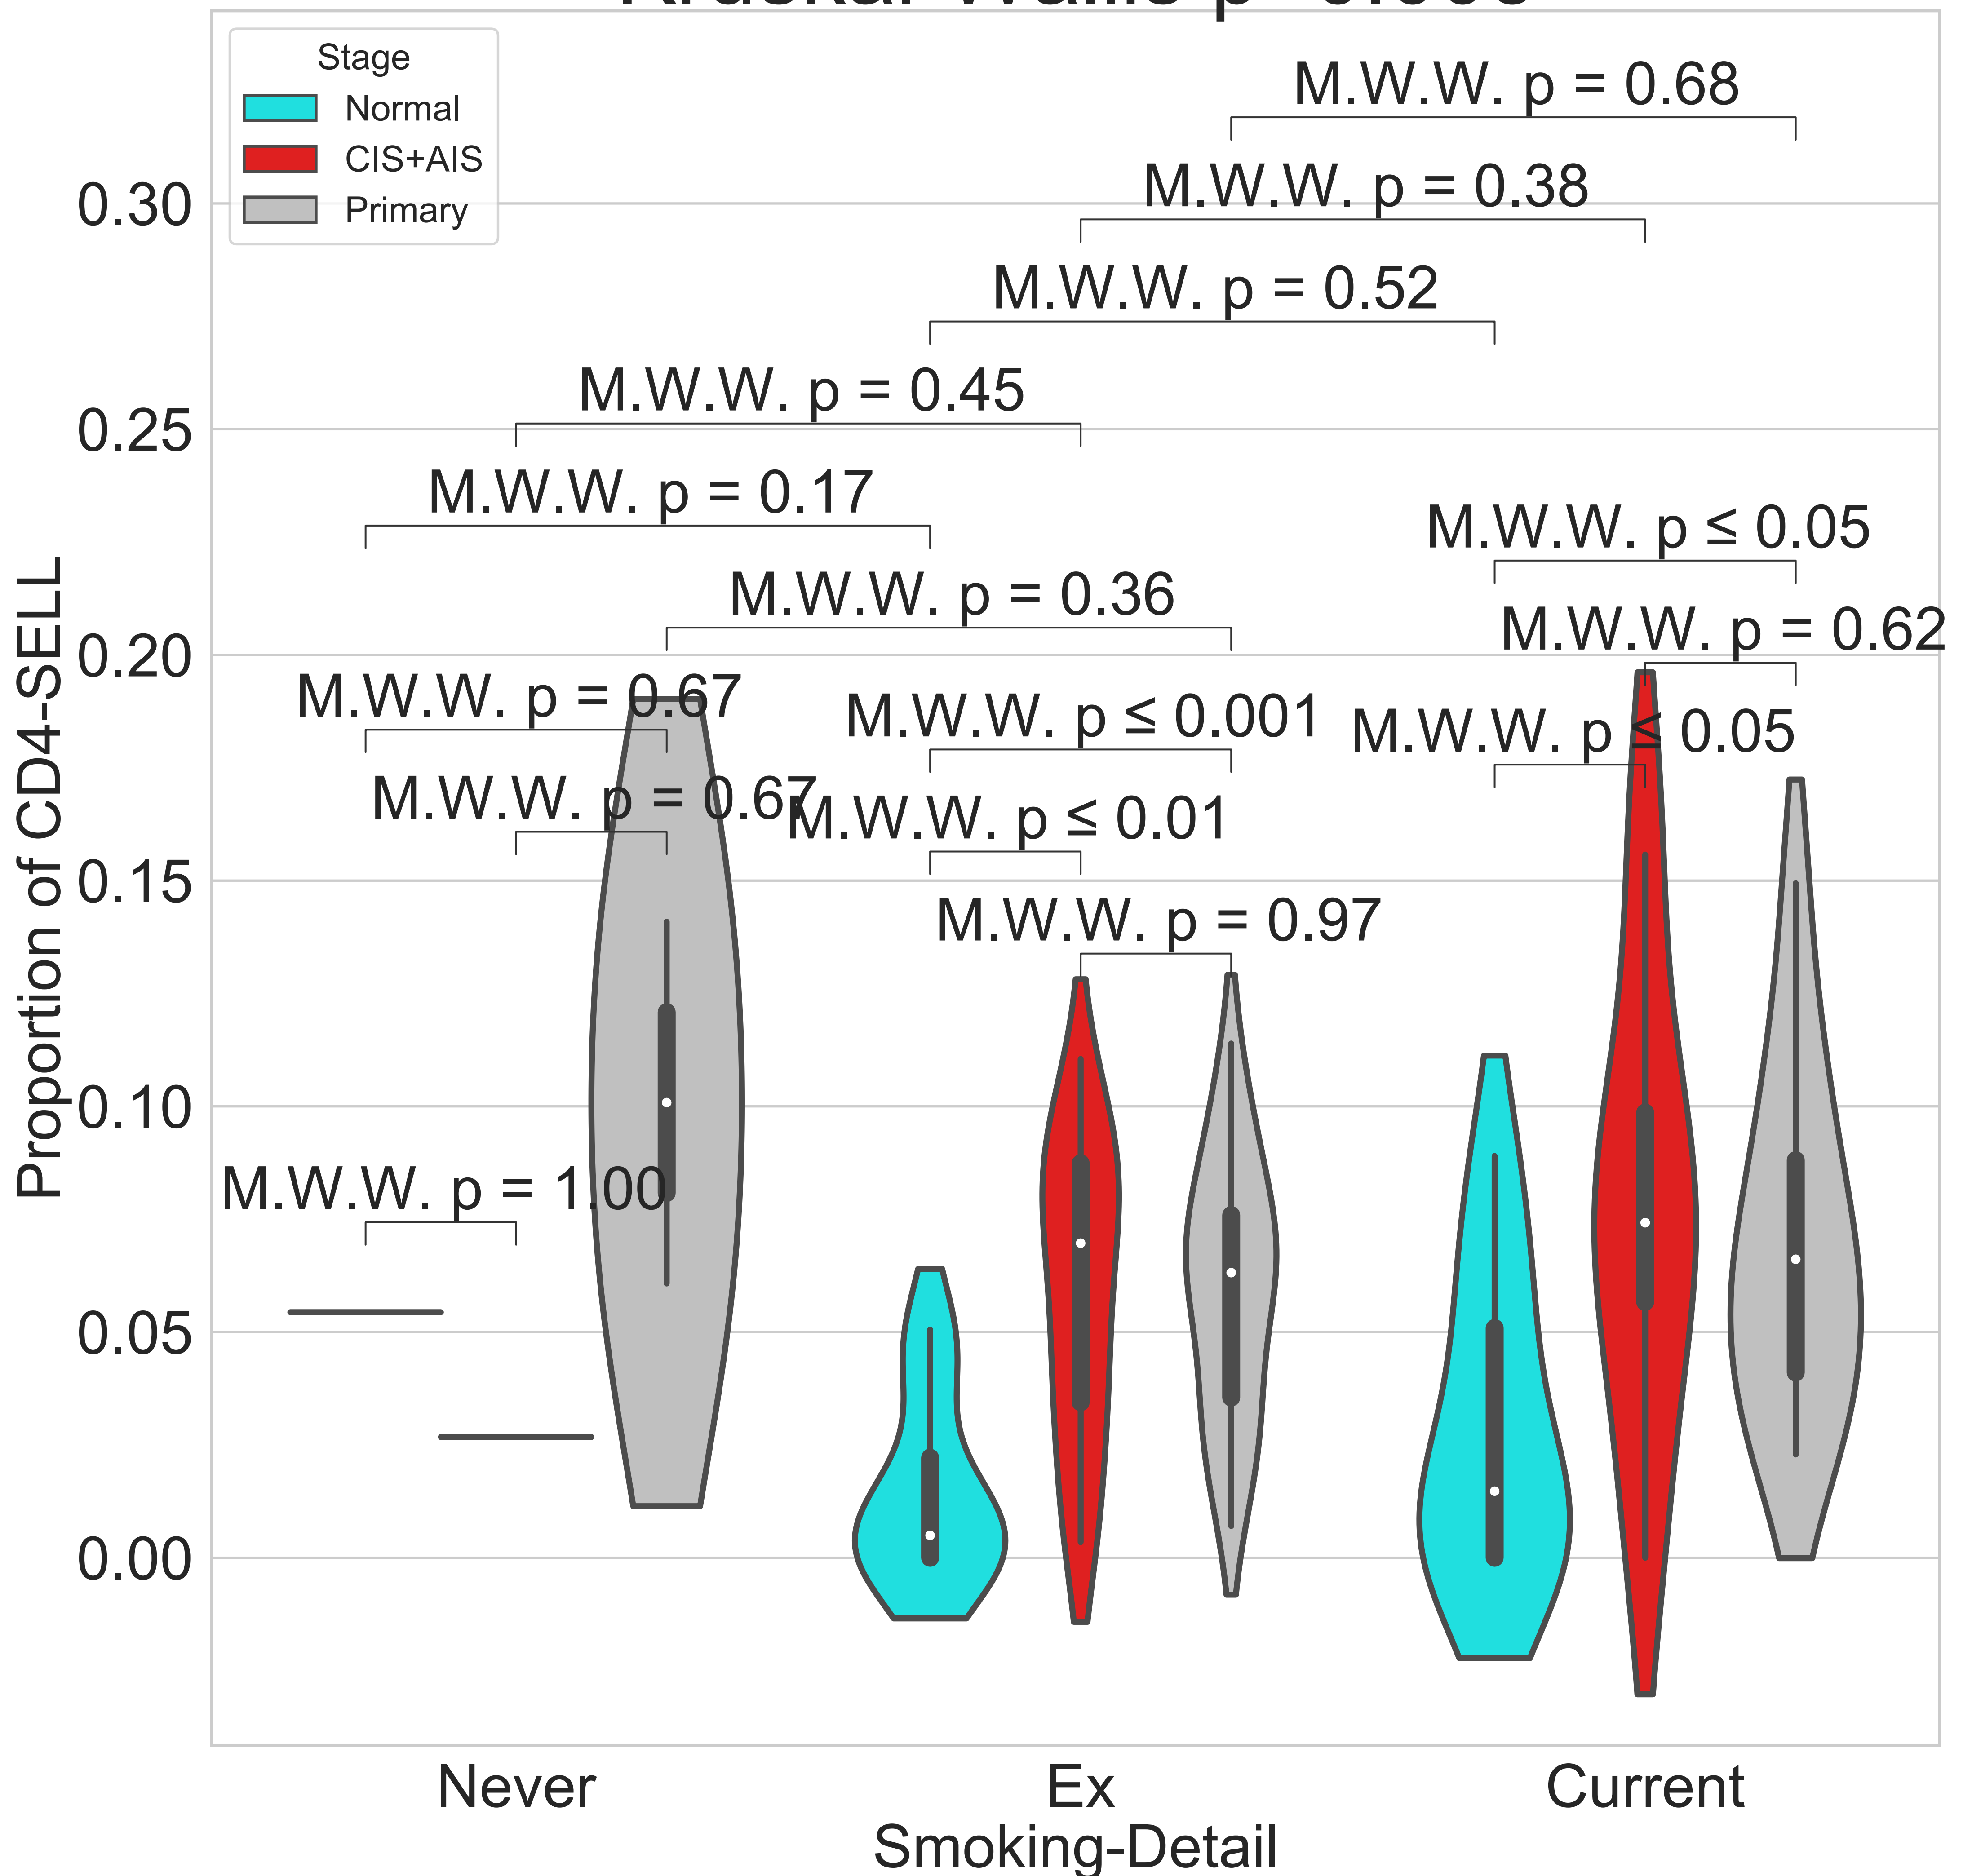 Stage
Normal
CIS+AIS
Primary
M.W.W. p = 0.68
M.W.W. p = 0.38
M.W.W. p = 0.52
M.W.W. p = 0.45
M.W.W. p = 0.17
M.W.W. p ≤ 0.05
M.W.W. p = 0.36
M.W.W. p = 0.62
M.W.W. p = 0.67
M.W.W. p ≤ 0.001
M.W.W. p ≤ 0.05
M.W.W. p = 0.67
M.W.W. p ≤ 0.01
M.W.W. p = 0.97
M.W.W. p = 1.00
Proportion of CD4-SELL
0.30
0.25
0.20
0.15
0.10
0.05
0.00
Never
Ex
Current
Smoking-Detail